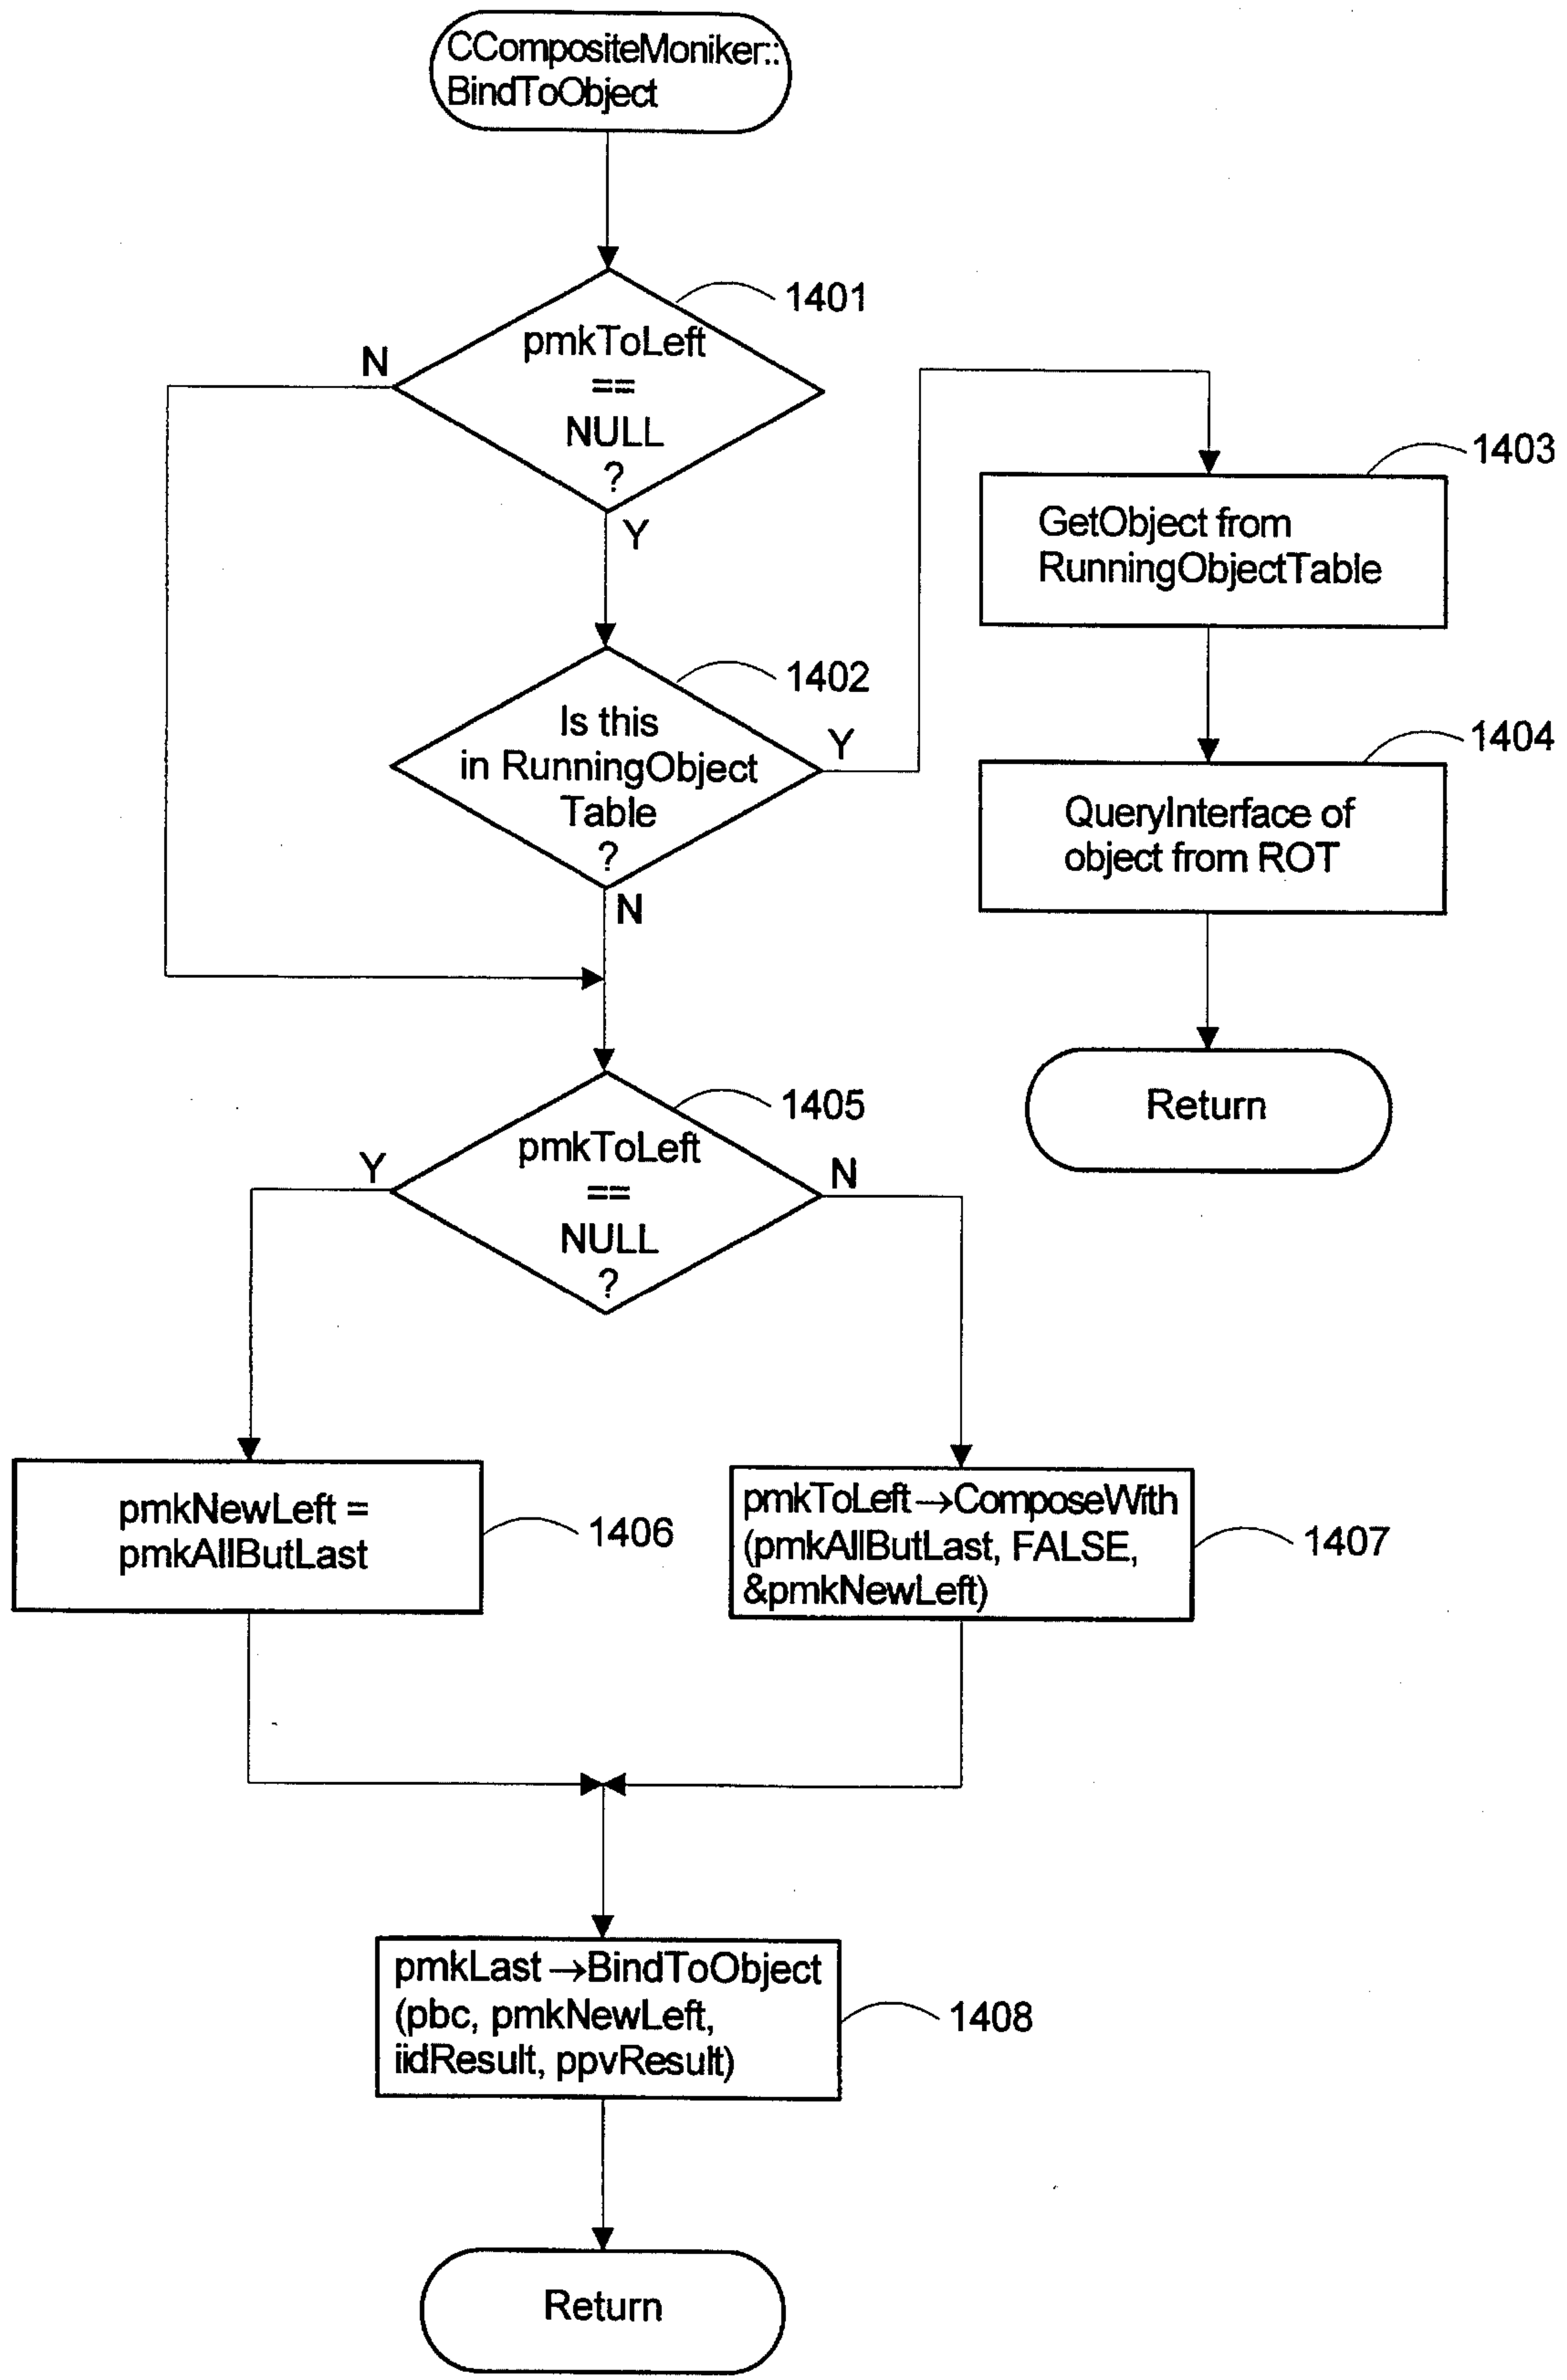 CCompositeMoniker::
BindToObject
1401
pmkToLeft
==
NULL
?
N
Y
1402
Is this
in RunningObject
Table
?
Y
N
1403
GetObject from
RunningObjectTable
1404
QueryInterface of
object from ROT
Return
1405
pmkToLeft
==
NULL
?
Y
N
pmkNewLeft =
pmkAllButLast
1406
pmkToLeft→ComposeWith
(pmkAllButLast, FALSE,
&pmkNewLeft)
1407
pmkLast→BindToObject
(pbc, pmkNewLeft,
iidResult, ppvResult)
1408
Return